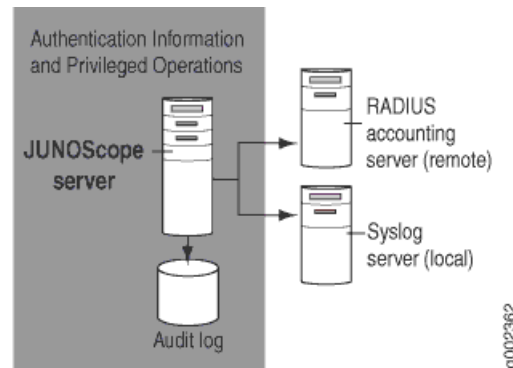 Authentication Information
and Privileged Operations
JUNOScope
server
RADIUS
accounting
server (remote)
Syslog
server (local)
Audit log
g002362